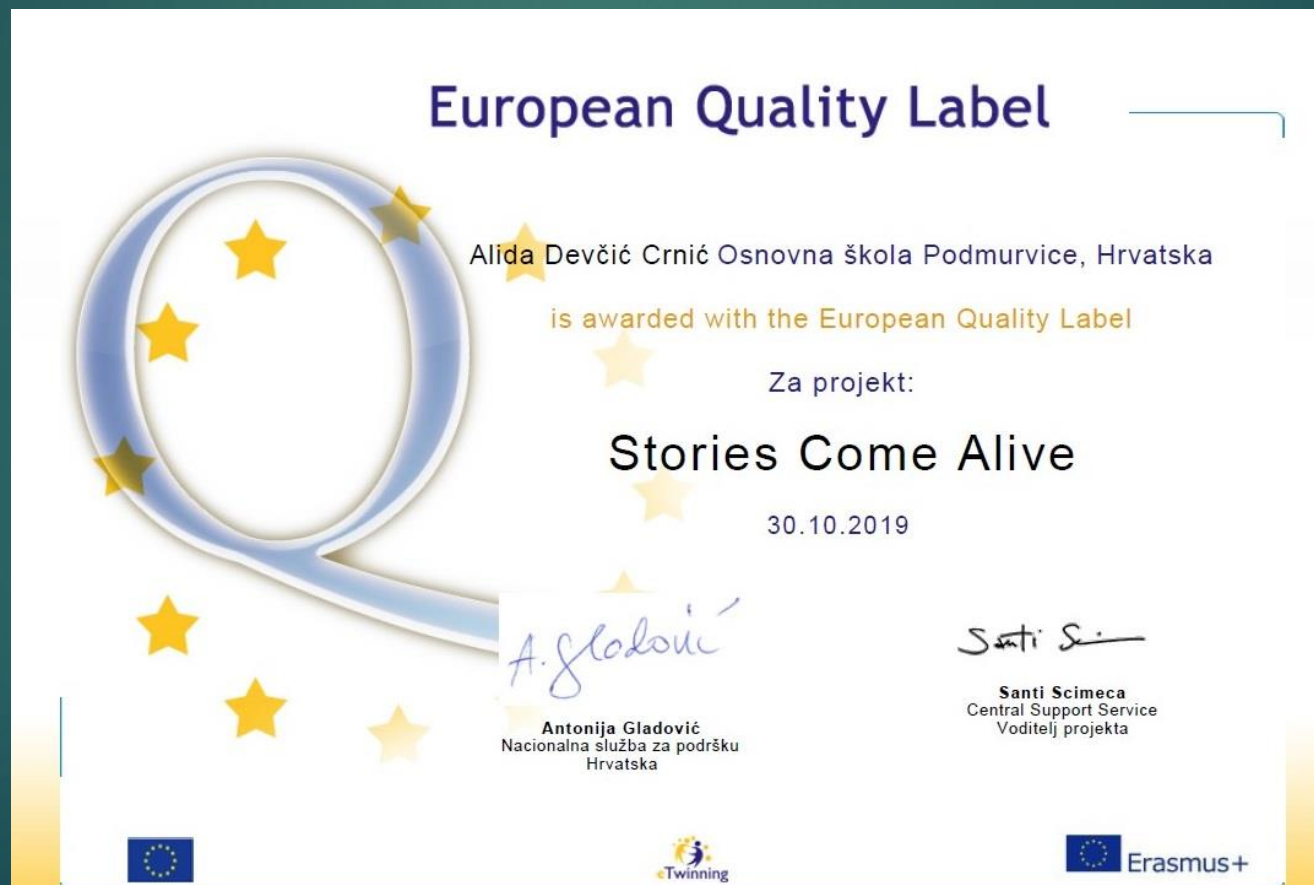 European Quality Label
Alida Devčić Crnić Osnovna škola Podmurvice, Hrvatska
is awarded with the European Quality Label
Za projekt:
Stories Come Alive
30.10.2019
A. Gladović
Santi Sci
Antonija Gladović
Nacionalna služba za podršku
Hrvatska
Santi Scimeca
Central Support Service
Voditelj projekta
eTwinning
Erasmus+